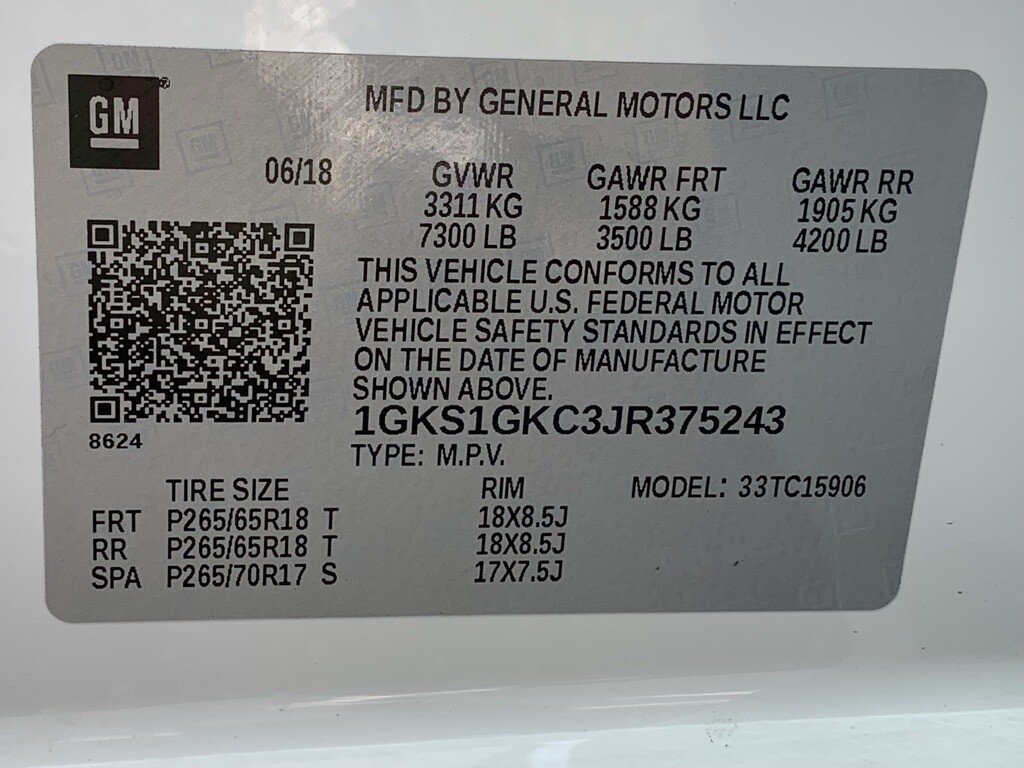 GM
MFD BY GENERAL MOTORS LLC
06/18 GVWR GAWR FRT GAWR RR
3311 KG 1588 KG 1905 KG
7300 LB 3500 LB 4200 LB
THIS VEHICLE CONFORMS TO ALL
APPLICABLE U.S. FEDERAL MOTOR
VEHICLE SAFETY STANDARDS IN EFFECT
ON THE DATE OF MANUFACTURE
SHOWN ABOVE.
1GKS1GKC3JR375243
8624
TYPE: M.P.V.
TIRE SIZE RIM MODEL: 33TC15906
FRT P265/65R18 T 18X8.5J
RR P265/65R18 T 18X8.5J
SPA P265/70R17 S 17X7.5J